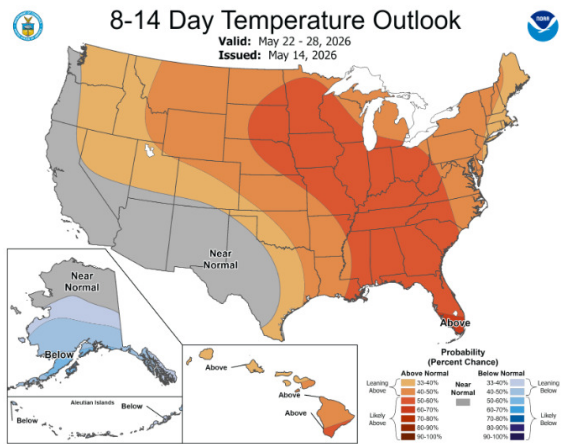 8-14 Day Temperature Outlook
Valid: May 22 - 28, 2026
Issued: May 14, 2026
NOAA
Near
Normal
Above
Near
Normal
Below
Aleutian Islands
Below
Below
Above
Above
Above
Probability
(Percent Chance)
Above Normal
Below Normal
Leaning
Above
33-40%
40-50%
50-60%
Likely
Above
60-70%
70-80%
80-90%
90-100%
Near
Normal
33-40%
40-50%
50-60%
60-70%
70-80%
80-90%
90-100%
Leaning
Below
Likely
Below